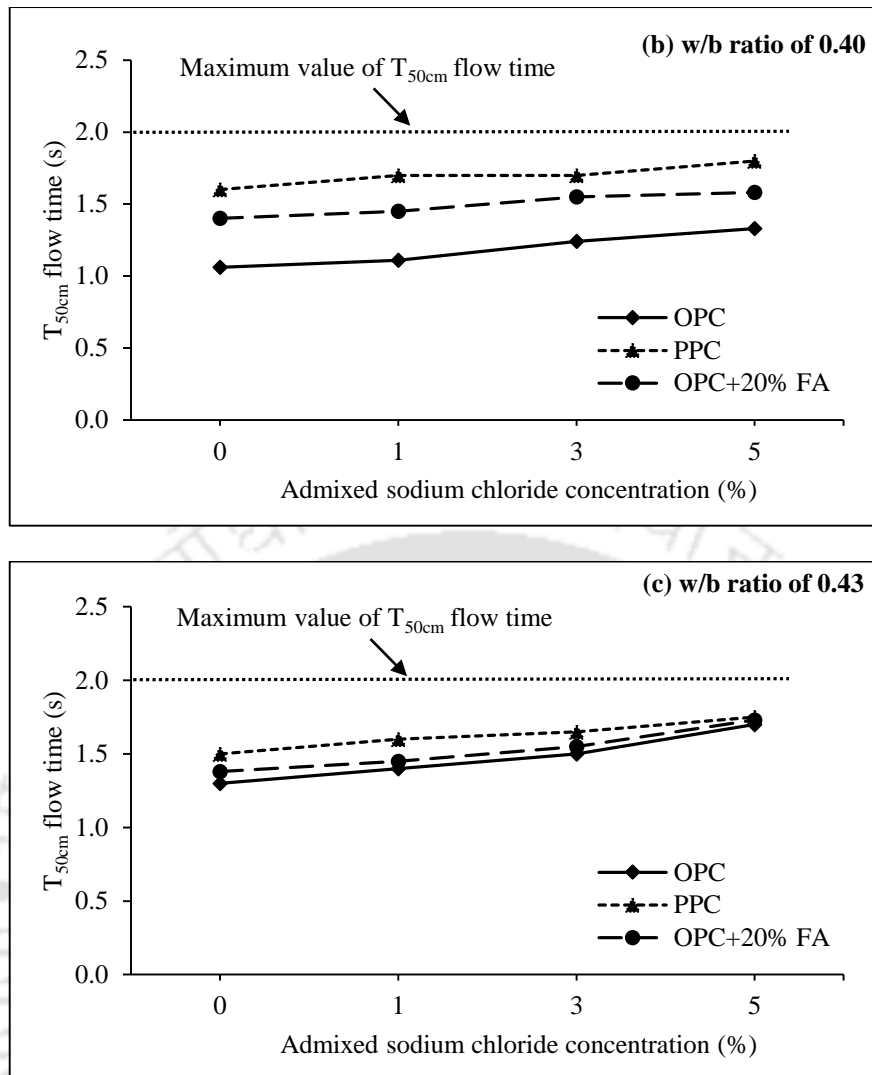 (b) w/b ratio of 0.40
2.5
Maximum value of T50cm flow time
2.0
1.5
1.0
0.5
0.0
T50cm flow time (s)
OPC
PPC
OPC+20% FA
0 1 3 5
Admixed sodium chloride concentration (%)
(c) w/b ratio of 0.43
2.5
Maximum value of T50cm flow time
2.0
1.5
1.0
0.5
0.0
T50cm flow time (s)
OPC
PPC
OPC+20% FA
0 1 3 5
Admixed sodium chloride concentration (%)